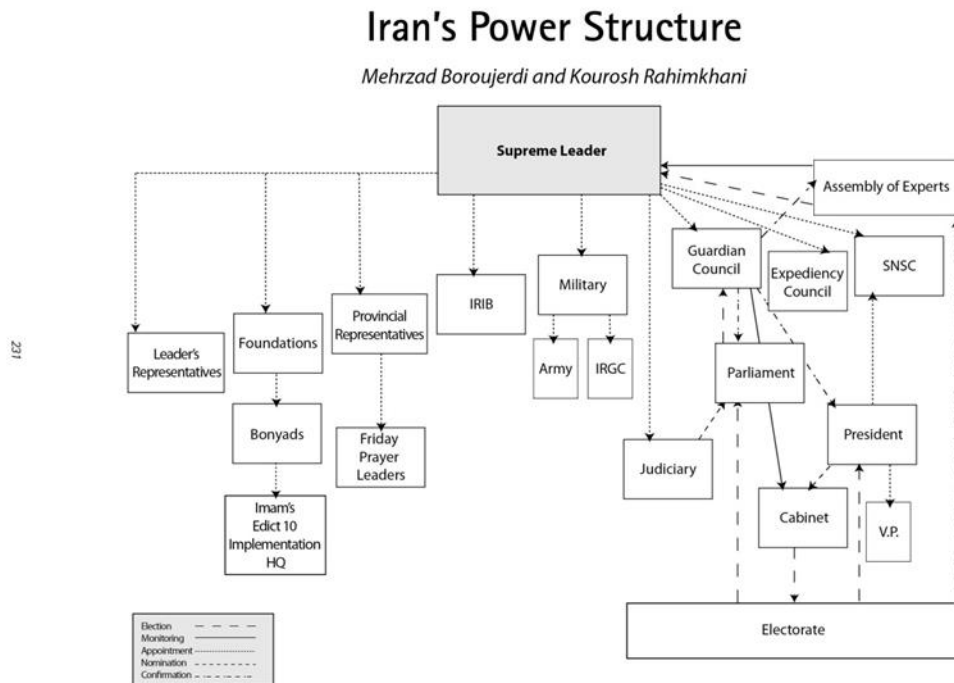 Iran's Power Structure
Mehrzad Boroujerdi and Kourosh Rahimkhani
Supreme Leader
Assembly of Experts
Guardian
Council
Expediency
Council
SNSC
IRIB
Military
Provincial
Representatives
Foundations
Leader's
Representatives
Army
IRGC
Parliament
President
Bonyads
Friday
Prayer
Leaders
Judiciary
Cabinet
V.P.
Imam's
Edict 10
Implementation
HQ
Electorate
231
Election
Monitoring
Appointment
Nomination
Confirmation